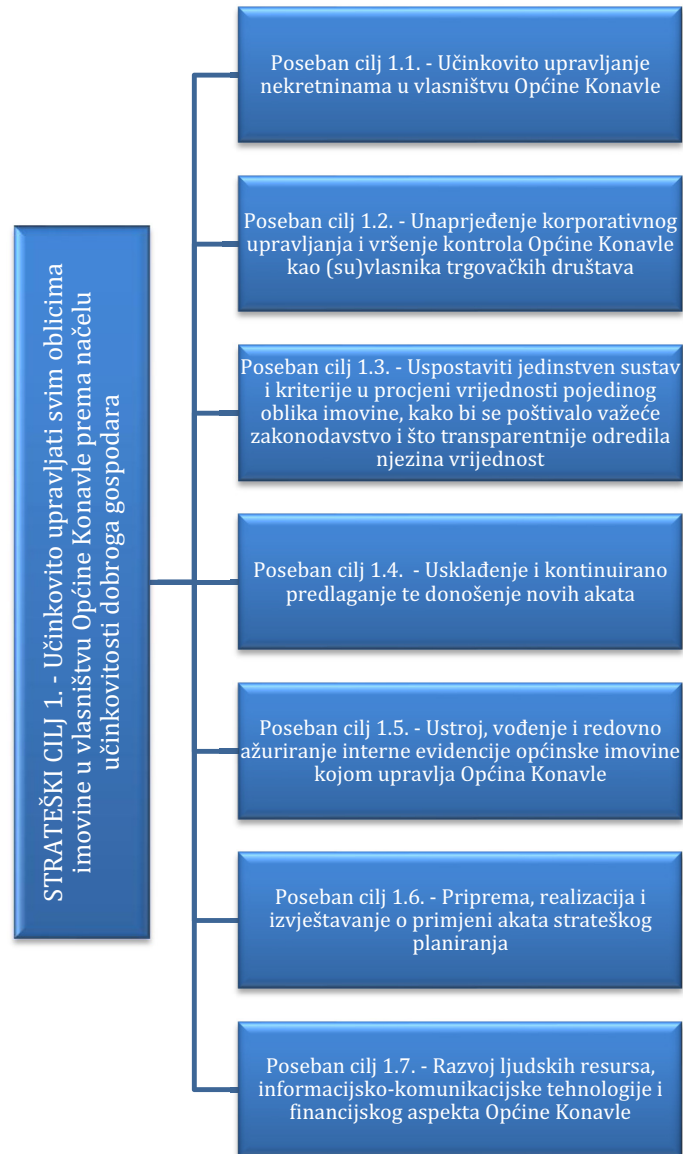 STRATEŠKI CILJ 1. - Učinkovito upravljati svim oblicima
imovine u vlasništvu Općine Konavle prema načelu
učinkovitosti dobroga gospodara
Poseban cilj 1.1. - Učinkovito upravljanje
nekretninama u vlasništvu Općine Konavle
Poseban cilj 1.2. - Unaprjeđenje korporativnog
upravljanja i vršenje kontrola Općine Konavle
kao (su)vlasnika trgovačkih društava
Poseban cilj 1.3. - Uspostaviti jedinstven sustav
i kriterije u procjeni vrijednosti pojedinog
oblika imovine, kako bi se poštivalo važeće
zakonodavstvo i što transparentnije odredila
njezina vrijednost
Poseban cilj 1.4. - Usklađenje i kontinuirano
predlaganje te donošenje novih akata
Poseban cilj 1.5. - Ustroj, vođenje i redovno
ažuriranje interne evidencije općinske imovine
kojom upravlja Općina Konavle
Poseban cilj 1.6. - Priprema, realizacija i
izvještavanje o primjeni akata strateškog
planiranja
Poseban cilj 1.7. - Razvoj ljudskih resursa,
informacijsko-komunikacijske tehnologije i
financijskog aspekta Općine Konavle